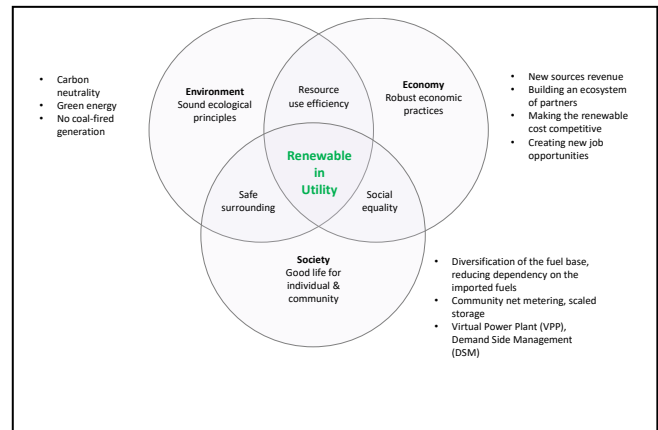 • Carbon
neutrality
• Green energy
• No coal-fired
generation
Environment
Sound ecological
principles
Resource
use efficiency
Economy
Robust economic
practices
• New sources revenue
• Building an ecosystem
of partners
• Making the renewable
cost competitive
• Creating new job
opportunities
Renewable
in
Utility
Safe
surrounding
Social
equality
Society
Good life for
individual &
community
• Diversification of the fuel base,
reducing dependency on the
imported fuels
• Community net metering, scaled
storage
• Virtual Power Plant (VPP),
Demand Side Management
(DSM)